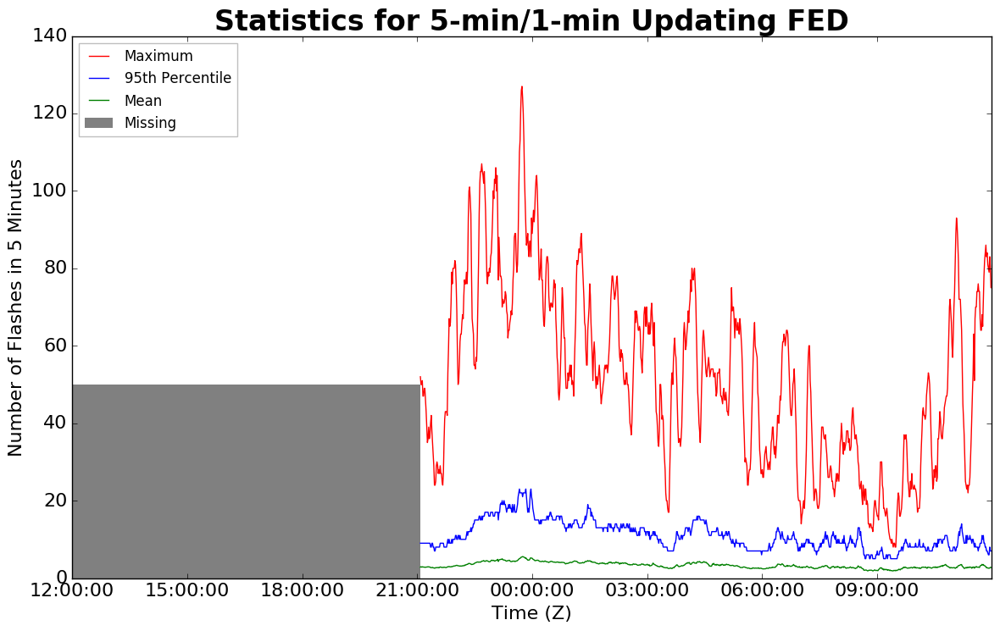 Statistics for 5-min/1-min Updating FED
140
120
100
80
60
40
20
0
Number of Flashes in 5 Minutes
Maximum
95th Percentile
Mean
Missing
12:00:00 15:00:00 18:00:00 21:00:00 00:00:00 03:00:00 06:00:00 09:00:00
Time (Z)